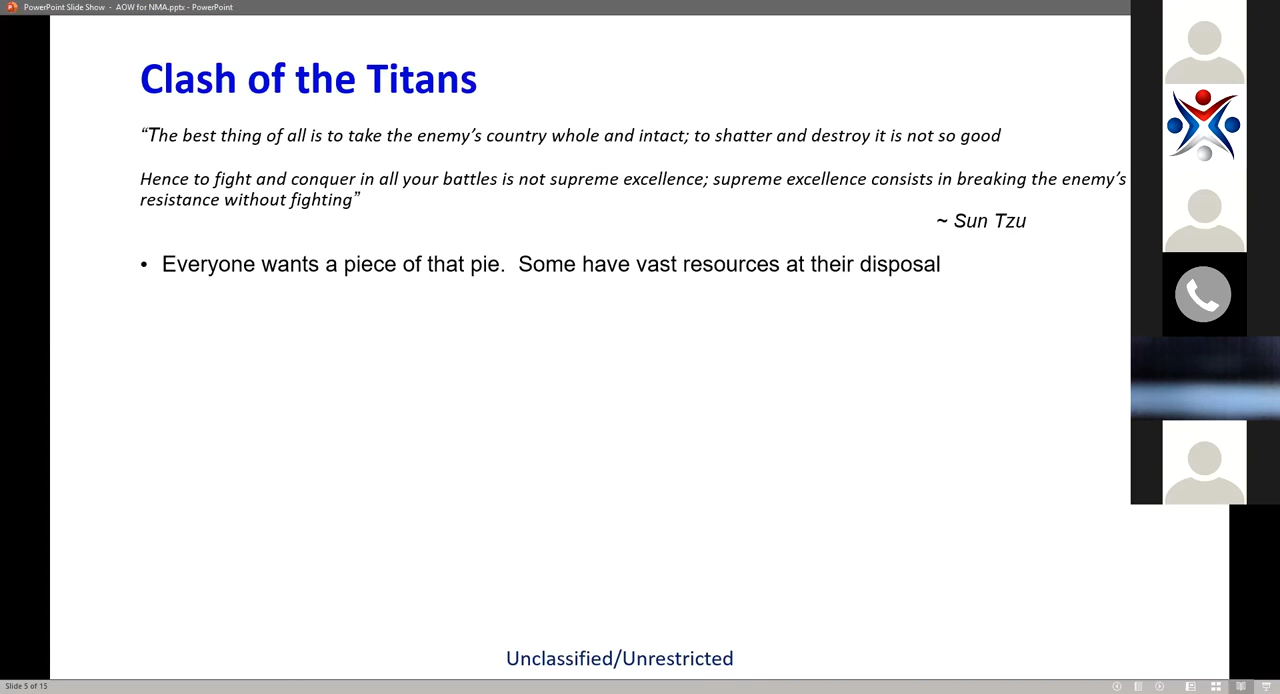 PowerPoint Slide Show - AOW for NMA.pptx - PowerPoint
Clash of the Titans
“The best thing of all is to take the enemy’s country whole and intact; to shatter and destroy it is not so good
Hence to fight and conquer in all your battles is not supreme excellence; supreme excellence consists in breaking the enemy’s
resistance without fighting”
~ Sun Tzu
• Everyone wants a piece of that pie.  Some have vast resources at their disposal
Unclassified/Unrestricted
Slide 5 of 15